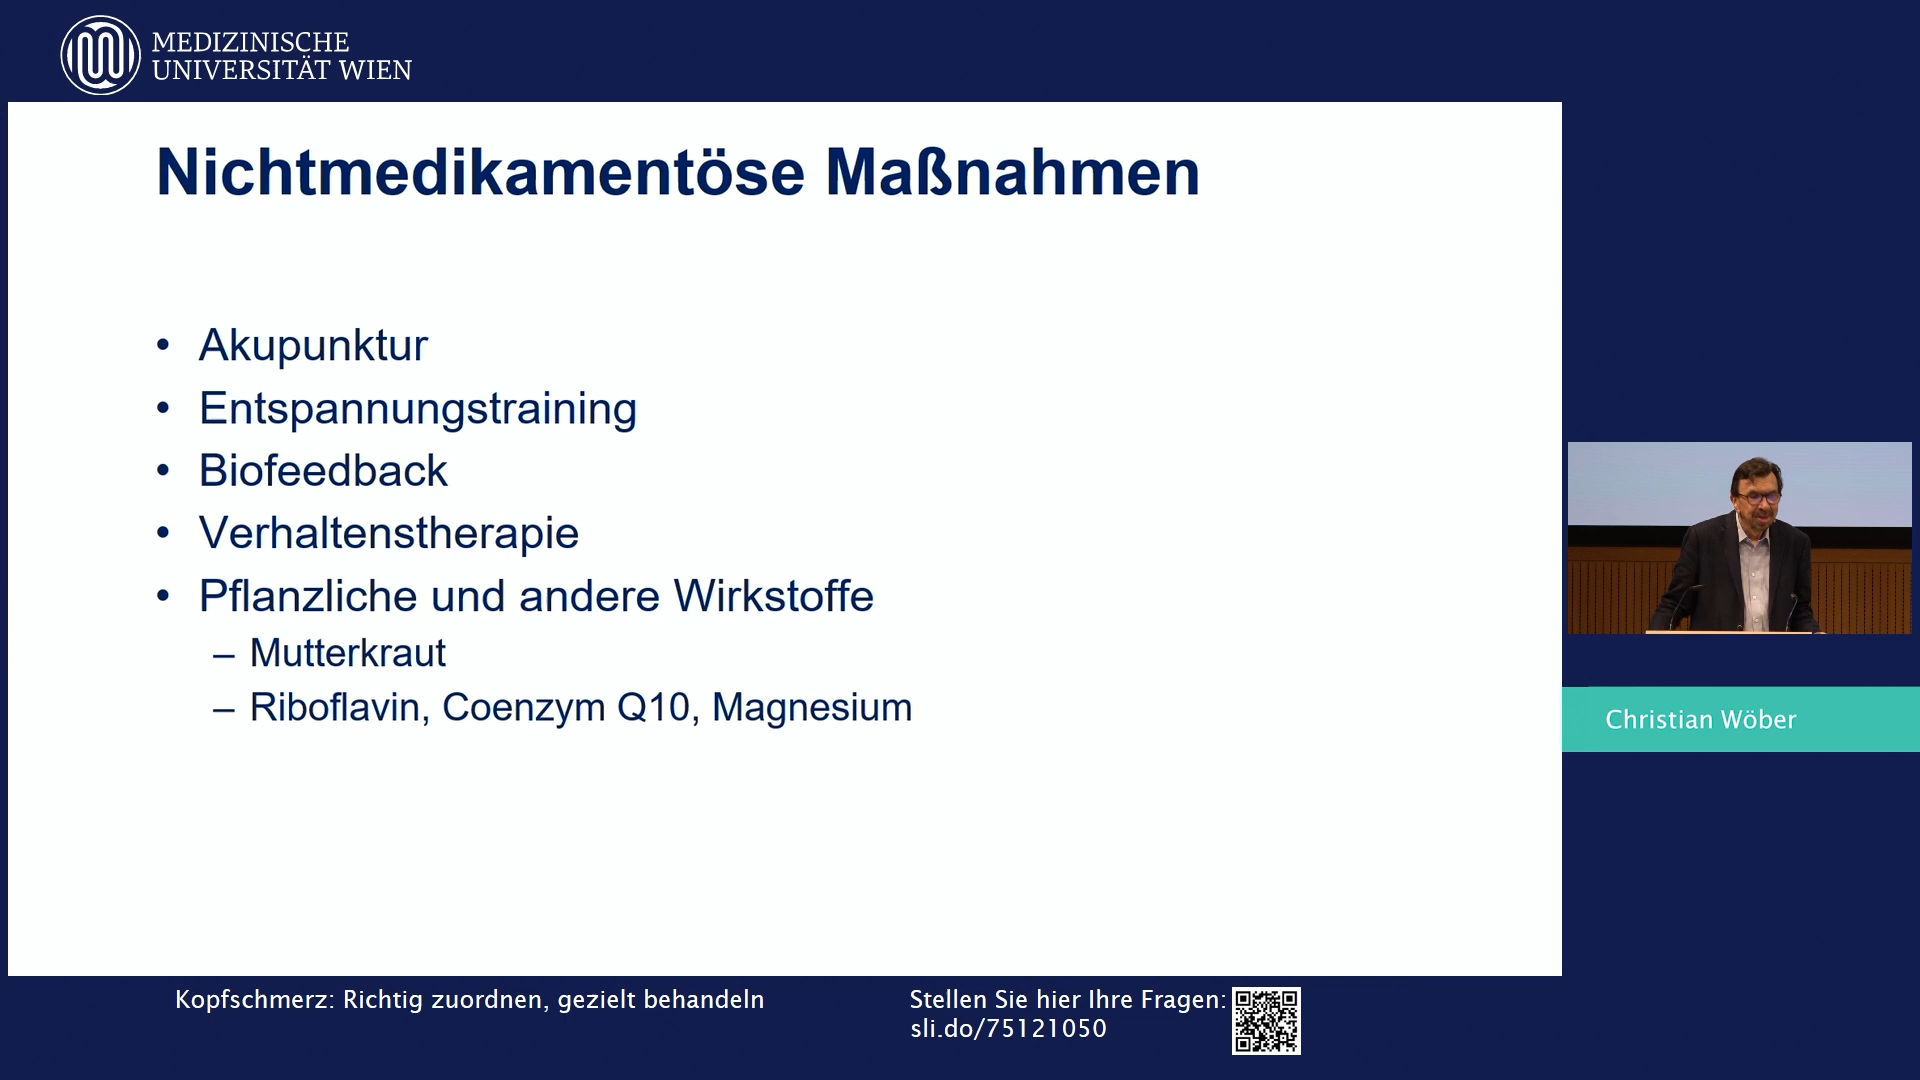 MEDIZINISCHE
UNIVERSITÄT WIEN
Nichtmedikamentöse Maßnahmen
• Akupunktur
• Entspannungstraining
• Biofeedback
• Verhaltenstherapie
• Pflanzliche und andere Wirkstoffe
– Mutterkraut
– Riboflavin, Coenzym Q10, Magnesium
Christian Wöber
Kopfschmerz: Richtig zuordnen, gezielt behandeln
Stellen Sie hier Ihre Fragen:
sli.do/75121050